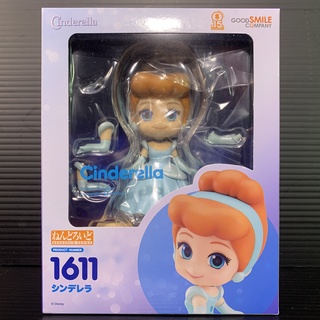 Cinderella
GOOD SMILE
COMPANY
Cinderella
ねんどろいど
PRODUCT NUMBER
1611
シンデレラ
© Disney